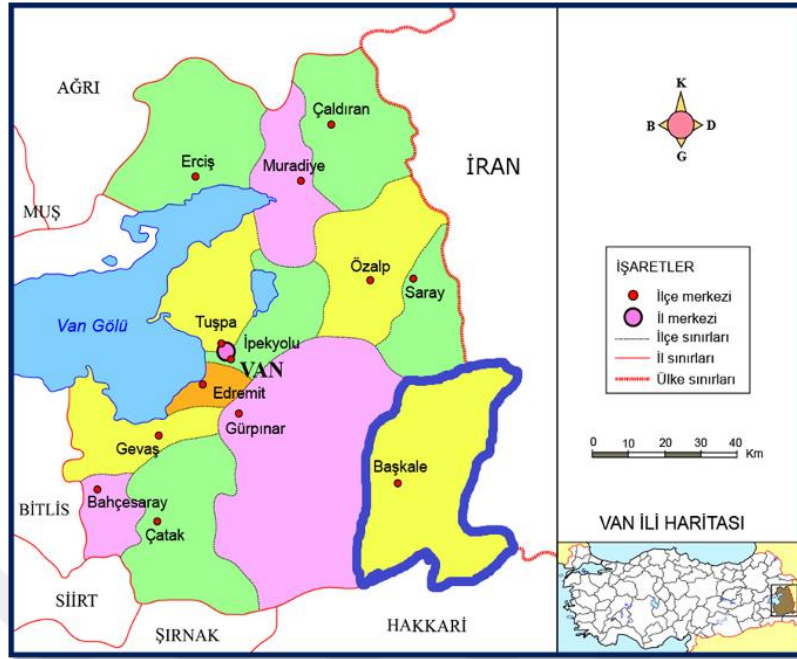 AĞRI
Çaldıran
Erciş
Muradiye
İRAN
MUŞ
Özalp
Saray
Van Gölü
Tuşpa
İpekyolu
VAN
Edremit
Gürpınar
Gevaş
Başkale
Bahçesaray
BİTLİS
Çatak
SİİRT
ŞIRNAK
HAKKARİ
K
B
D
G
İŞARETLER
İlçe merkezi
İl merkezi
İlçe sınırları
İl sınırları
Ülke sınırları
0 10 20 30 40
Km
VAN İLİ HARİTASI